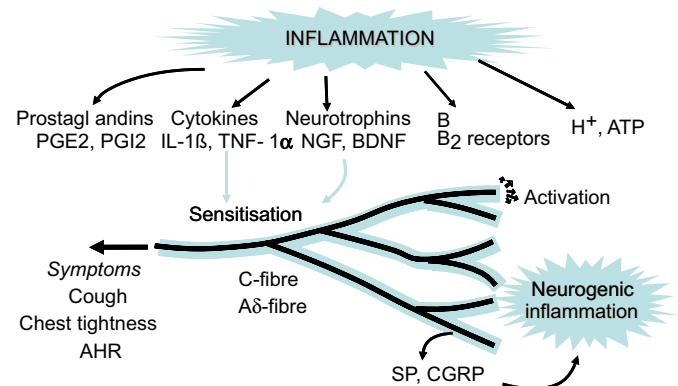 INFLAMMATION
Prostagl andins
PGE2, PGI2
Cytokines
IL-1ß, TNF- 1α
Neurotrophins
NGF, BDNF
B
B2 receptors
H+, ATP
Sensitisation
Activation
Symptoms
Cough
Chest tightness
AHR
C-fibre
Aδ-fibre
Neurogenic
inflammation
SP, CGRP